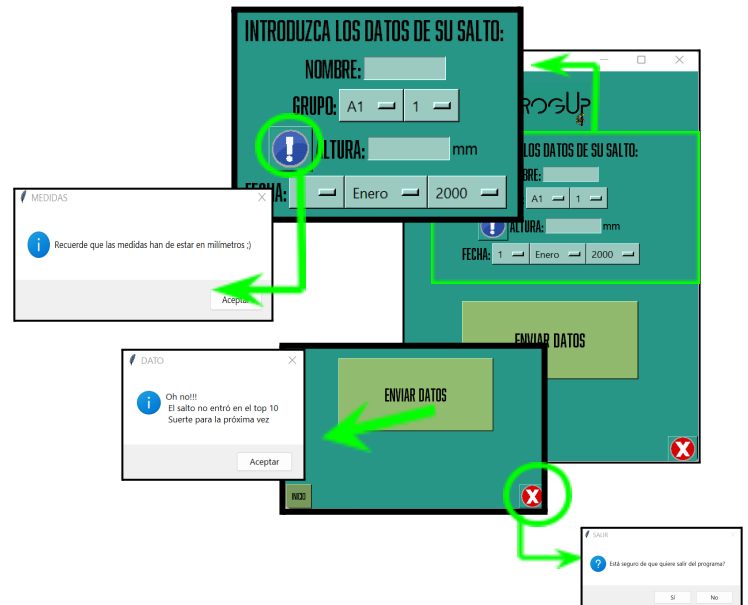 INTRODUZCA LOS DATOS DE SU SALTO:
NOMBRE:
GRUPO: A1 1
ALTURA: mm
FECHA: Enero 2000
ROGUP
LOS DATOS DE SU SALTO:
BRE:
A1 1
ALTURA: mm
FECHA: 1 Enero 2000
ENVIAR DATOS
MEDIDAS
Recuerde que las medidas han de estar en milímetros ;)
Aceptar
DATO
Oh no!!!
El salto no entró en el top 10
Suerte para la próxima vez
Aceptar
ENVIAR DATOS
INICIO
X
X
SALIR
Está seguro de que quiere salir del programa?
Sí No